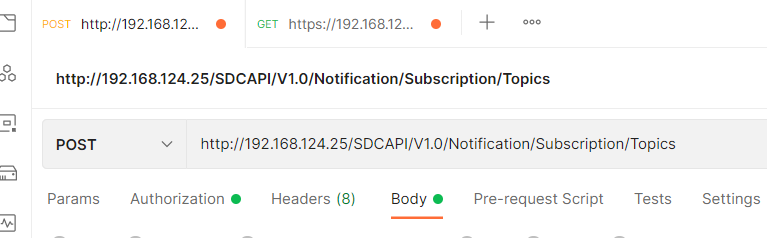 POST http://192.168.12... GET https://192.168.12...
http://192.168.124.25/SDCAPI/V1.0/Notification/Subscription/Topics
POST http://192.168.124.25/SDCAPI/V1.0/Notification/Subscription/Topics
Params Authorization Headers (8) Body Pre-request Script Tests Settings